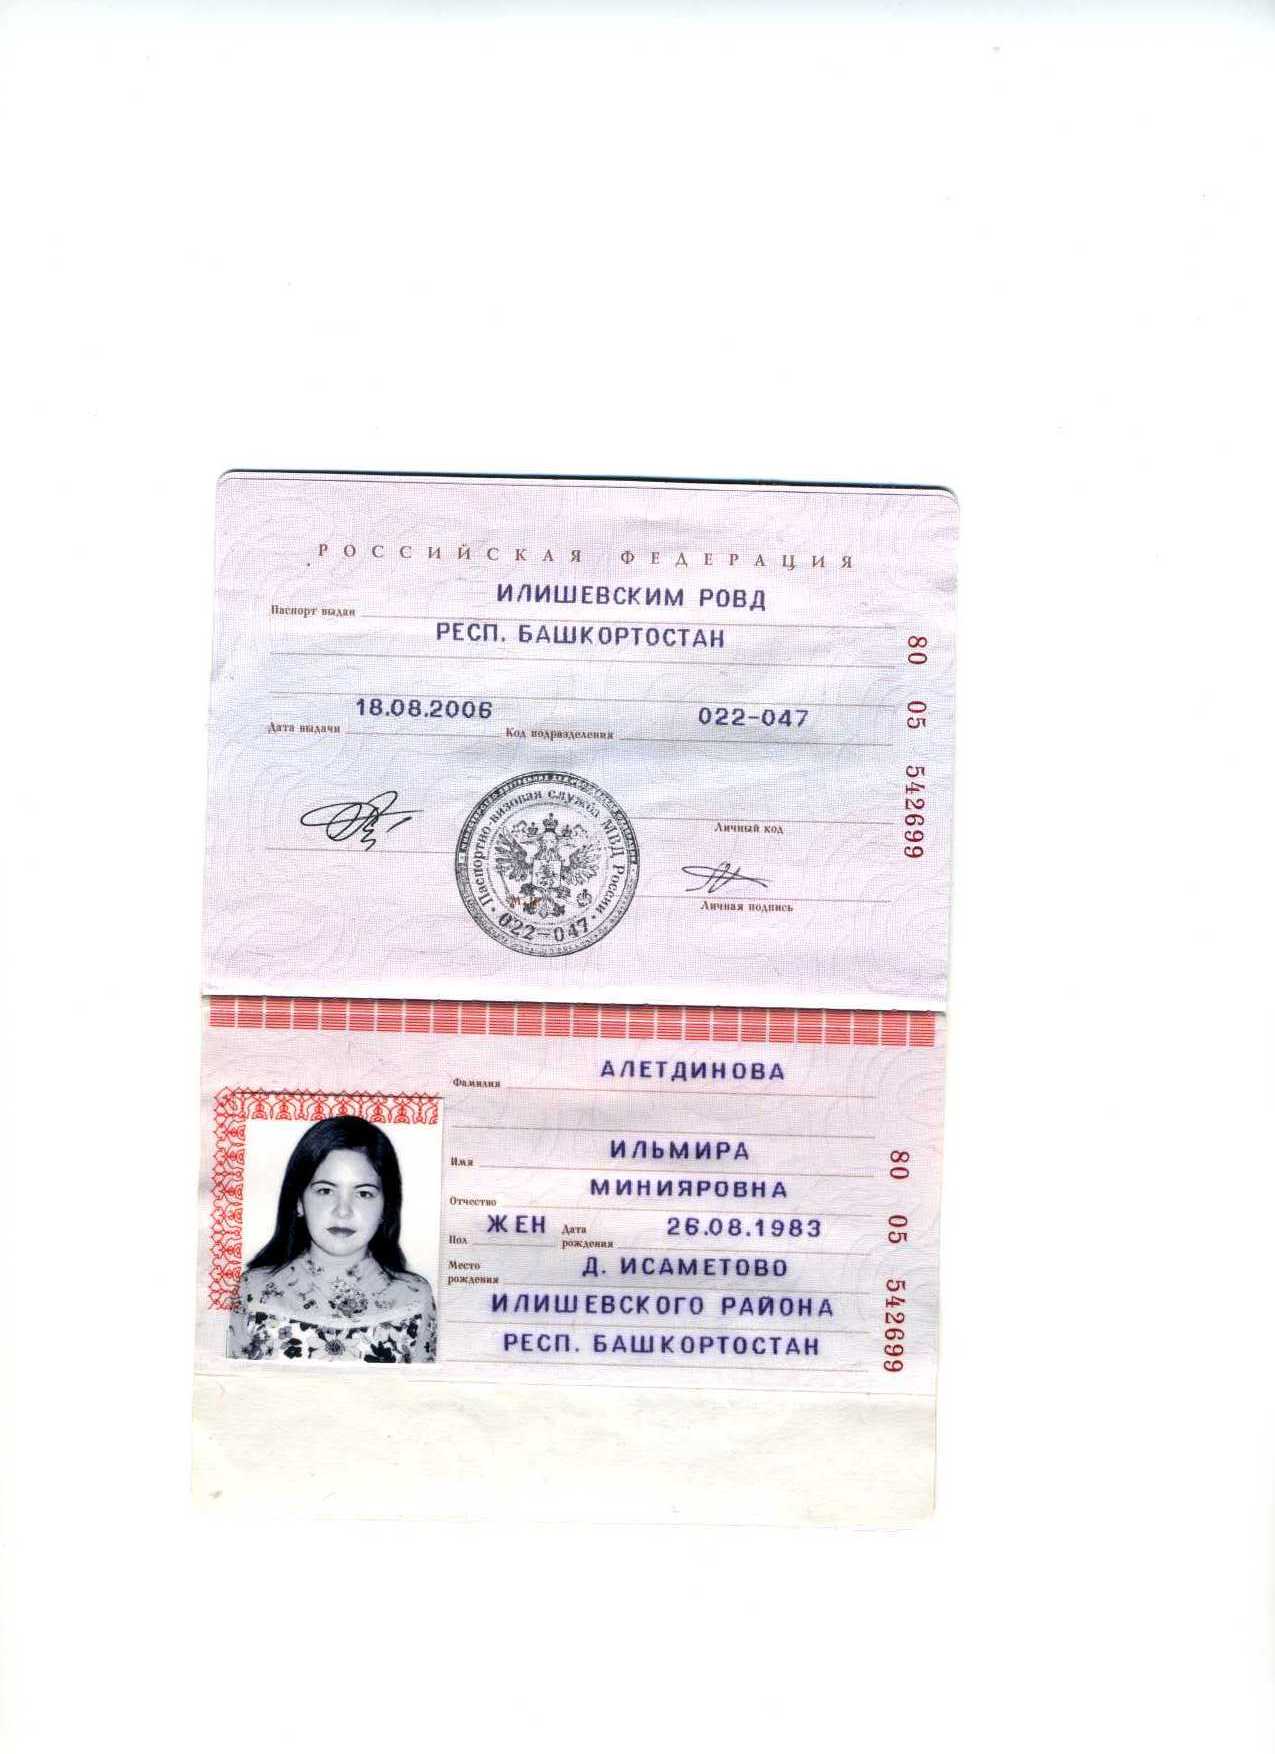 РОССИЙСКАЯ ФЕДЕРАЦИЯ
Паспорт выдан ИЛИШЕВСКИМ РОВД
РЕСП. БАШКОРТОСТАН
Дата выдачи 18.08.2006 Код подразделения 022-047
Личный код
Личная подпись
Паспортно-визовая служба МВД России
022-047
80 05 542699
Фамилия АЛЕТДИНОВА
Имя ИЛЬМИРА
Отчество МИНИЯРОВНА
Пол ЖЕН Дата рождения 26.08.1983
Место рождения Д. ИСАМЕТОВО
ИЛИШЕВСКОГО РАЙОНА
РЕСП. БАШКОРТОСТАН
80 05 542699